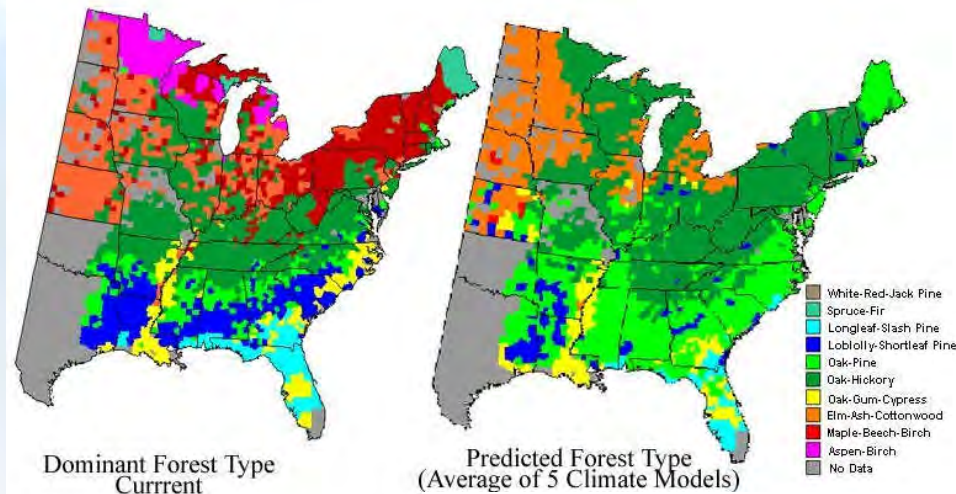 White-Red-Jack Pine
Spruce-Fir
Longleaf-Slash Pine
Loblolly-Shortleaf Pine
Oak-Pine
Oak-Hickory
Oak-Gum-Cypress
Elm-Ash-Cottonwood
Maple-Beech-Birch
Aspen-Birch
No Data
Dominant Forest Type
Currrent
Predicted Forest Type
(Average of 5 Climate Models)